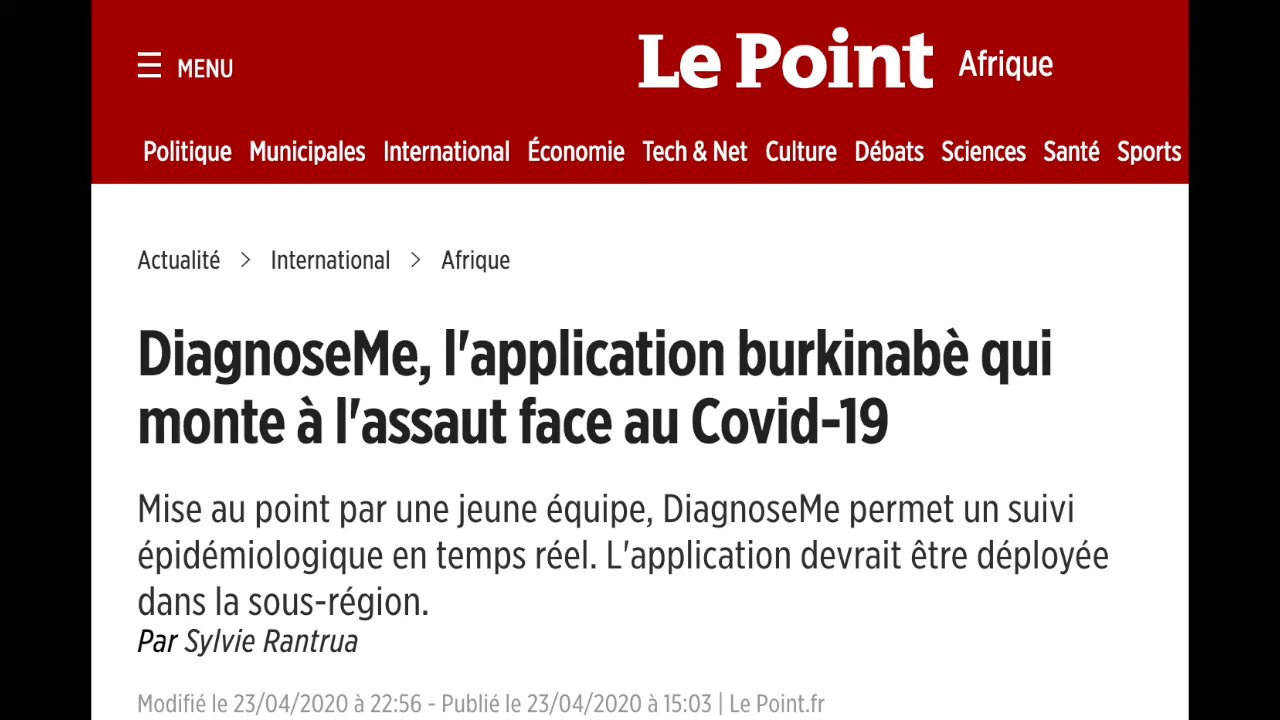 MENU
Le Point Afrique
Politique Municipales International Économie Tech & Net Culture Débats Sciences Santé Sports
Actualité > International > Afrique
DiagnoseMe, l'application burkinabè qui
monte à l'assaut face au Covid-19
Mise au point par une jeune équipe, DiagnoseMe permet un suivi
épidémiologique en temps réel. L'application devrait être déployée
dans la sous-région.
Par Sylvie Rantrua
Modifié le 23/04/2020 à 22:56 - Publié le 23/04/2020 à 15:03 | Le Point.fr